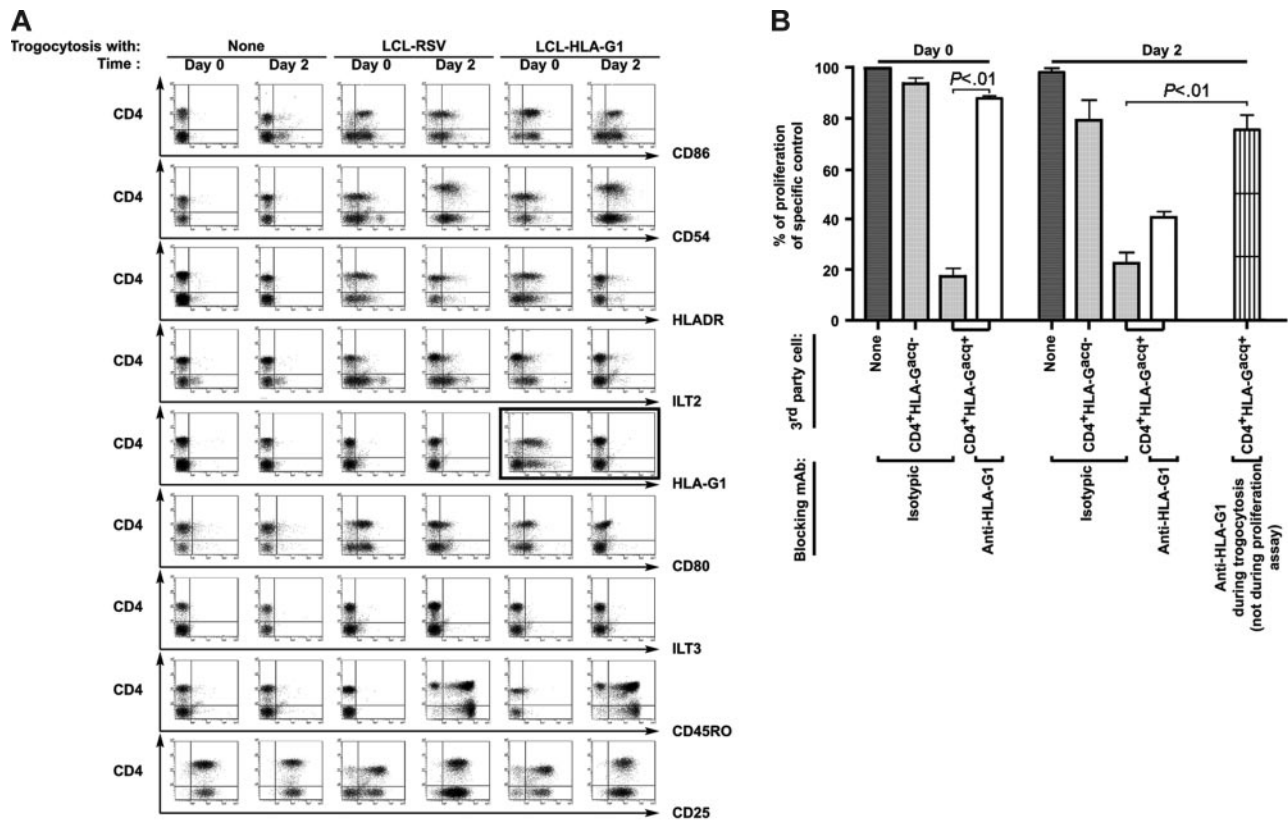 A
Trogocytosis with: None LCL-RSV LCL-HLA-G1
Time : Day 0 Day 2 Day 0 Day 2 Day 0 Day 2
CD4
CD86
CD4
CD54
CD4
HLADR
CD4
ILT2
CD4
HLA-G1
CD4
CD80
CD4
ILT3
CD4
CD45RO
CD4
CD25
B
Day 0 Day 2
P<.01
P<.01
% of proliferation
of specific control
100
80
60
40
20
0
3rd party cell:
None
CD4+HLA-Gacq-
CD4+HLA-Gacq+
None
CD4+HLA-Gacq-
CD4+HLA-Gacq+
CD4+HLA-Gacq+
Blocking mAb:
Isotypic
Anti-HLA-G1
Isotypic
Anti-HLA-G1
Anti-HLA-G1
during trogocytosis
(not during proliferation
assay)